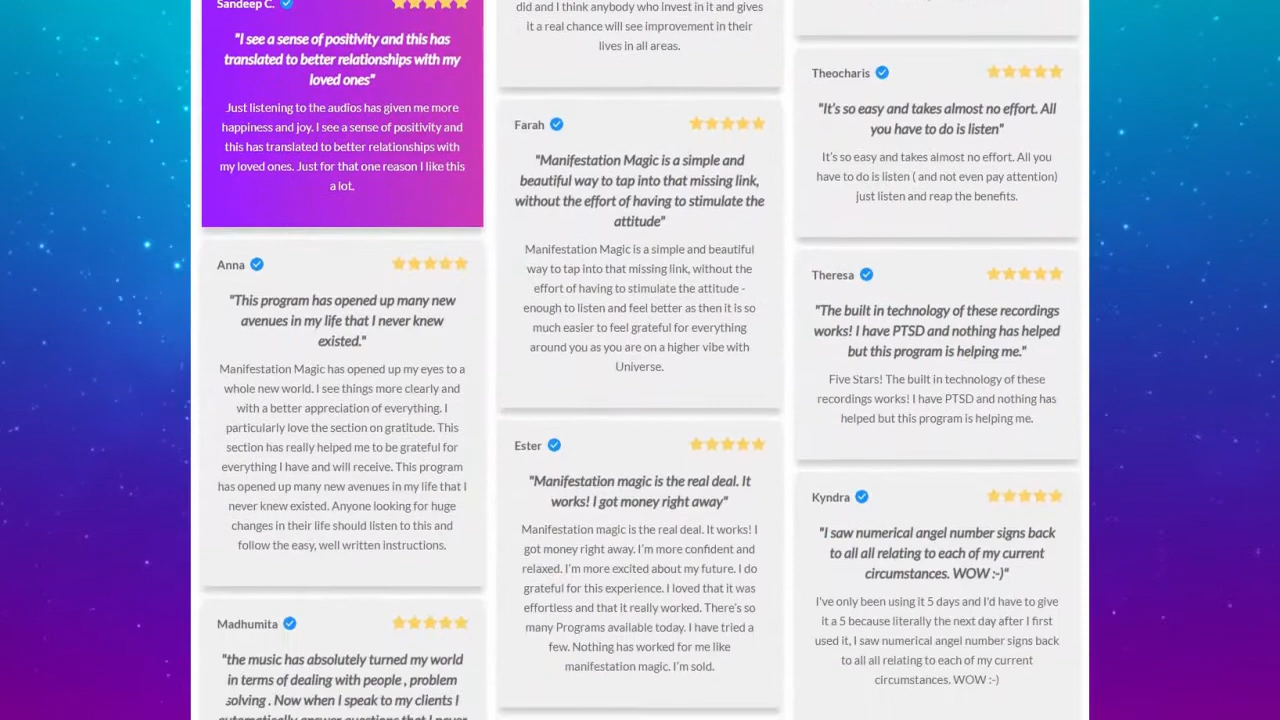 Sandeep C.
"I see a sense of positivity and this has
translated to better relationships with my
loved ones"
Just listening to the audios has given me more
happiness and joy. I see a sense of positivity and
this has translated to better relationships with
my loved ones. Just for that one reason I like this
a lot.
Anna
"This program has opened up many new
avenues in my life that I never knew
existed."
Manifestation Magic has opened up my eyes to a
whole new world. I see things more clearly and
with a better appreciation of everything. I
particularly love the section on gratitude. This
section has really helped me to be grateful for
everything I have and will receive. This program
has opened up many new avenues in my life that I
never knew existed. Anyone looking for huge
changes in their life should listen to this and
follow the easy, well written instructions.
Madhumita
"the music has absolutely turned my world
in terms of dealing with people , problem
solving . Now when I speak to my clients I
automatically answer questions that I never
did and I think anybody who invest in it and gives
it a real chance will see improvement in their
lives in all areas.
Farah
"Manifestation Magic is a simple and
beautiful way to tap into that missing link,
without the effort of having to stimulate the
attitude"
Manifestation Magic is a simple and beautiful
way to tap into that missing link, without the
effort of having to stimulate the attitude -
enough to listen and feel better as then it is so
much easier to feel grateful for everything
around you as you are on a higher vibe with
Universe.
Ester
"Manifestation magic is the real deal. It
works! I got money right away"
Manifestation magic is the real deal. It works! I
got money right away. I'm more confident and
relaxed. I'm more excited about my future. I do
grateful for this experience. I loved that it was
effortless and that it really worked. There's so
many Programs available today. I have tried a
few. Nothing has worked for me like
manifestation magic. I'm sold.
Theocharis
"It's so easy and takes almost no effort. All
you have to do is listen"
It's so easy and takes almost no effort. All you
have to do is listen ( and not even pay attention)
just listen and reap the benefits.
Theresa
"The built in technology of these recordings
works! I have PTSD and nothing has helped
but this program is helping me."
Five Stars! The built in technology of these
recordings works! I have PTSD and nothing has
helped but this program is helping me.
Kyndra
"I saw numerical angel number signs back
to all all relating to each of my current
circumstances. WOW :-)"
I've only been using it 5 days and I'd have to give
it a 5 because literally the next day after I first
used it, I saw numerical angel number signs back
to all all relating to each of my current
circumstances. WOW :-)